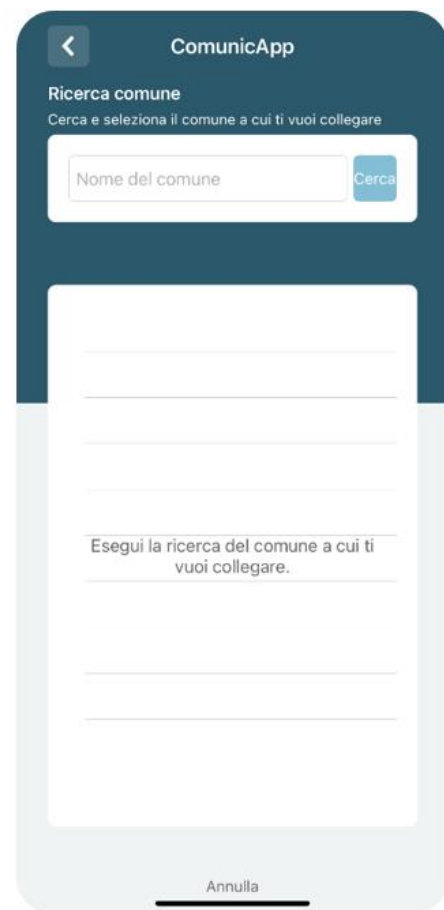 ComunicApp
Ricerca comune
Cerca e seleziona il comune a cui ti vuoi collegare
Nome del comune
Cerca
Esegui la ricerca del comune a cui ti
vuoi collegare.
Annulla